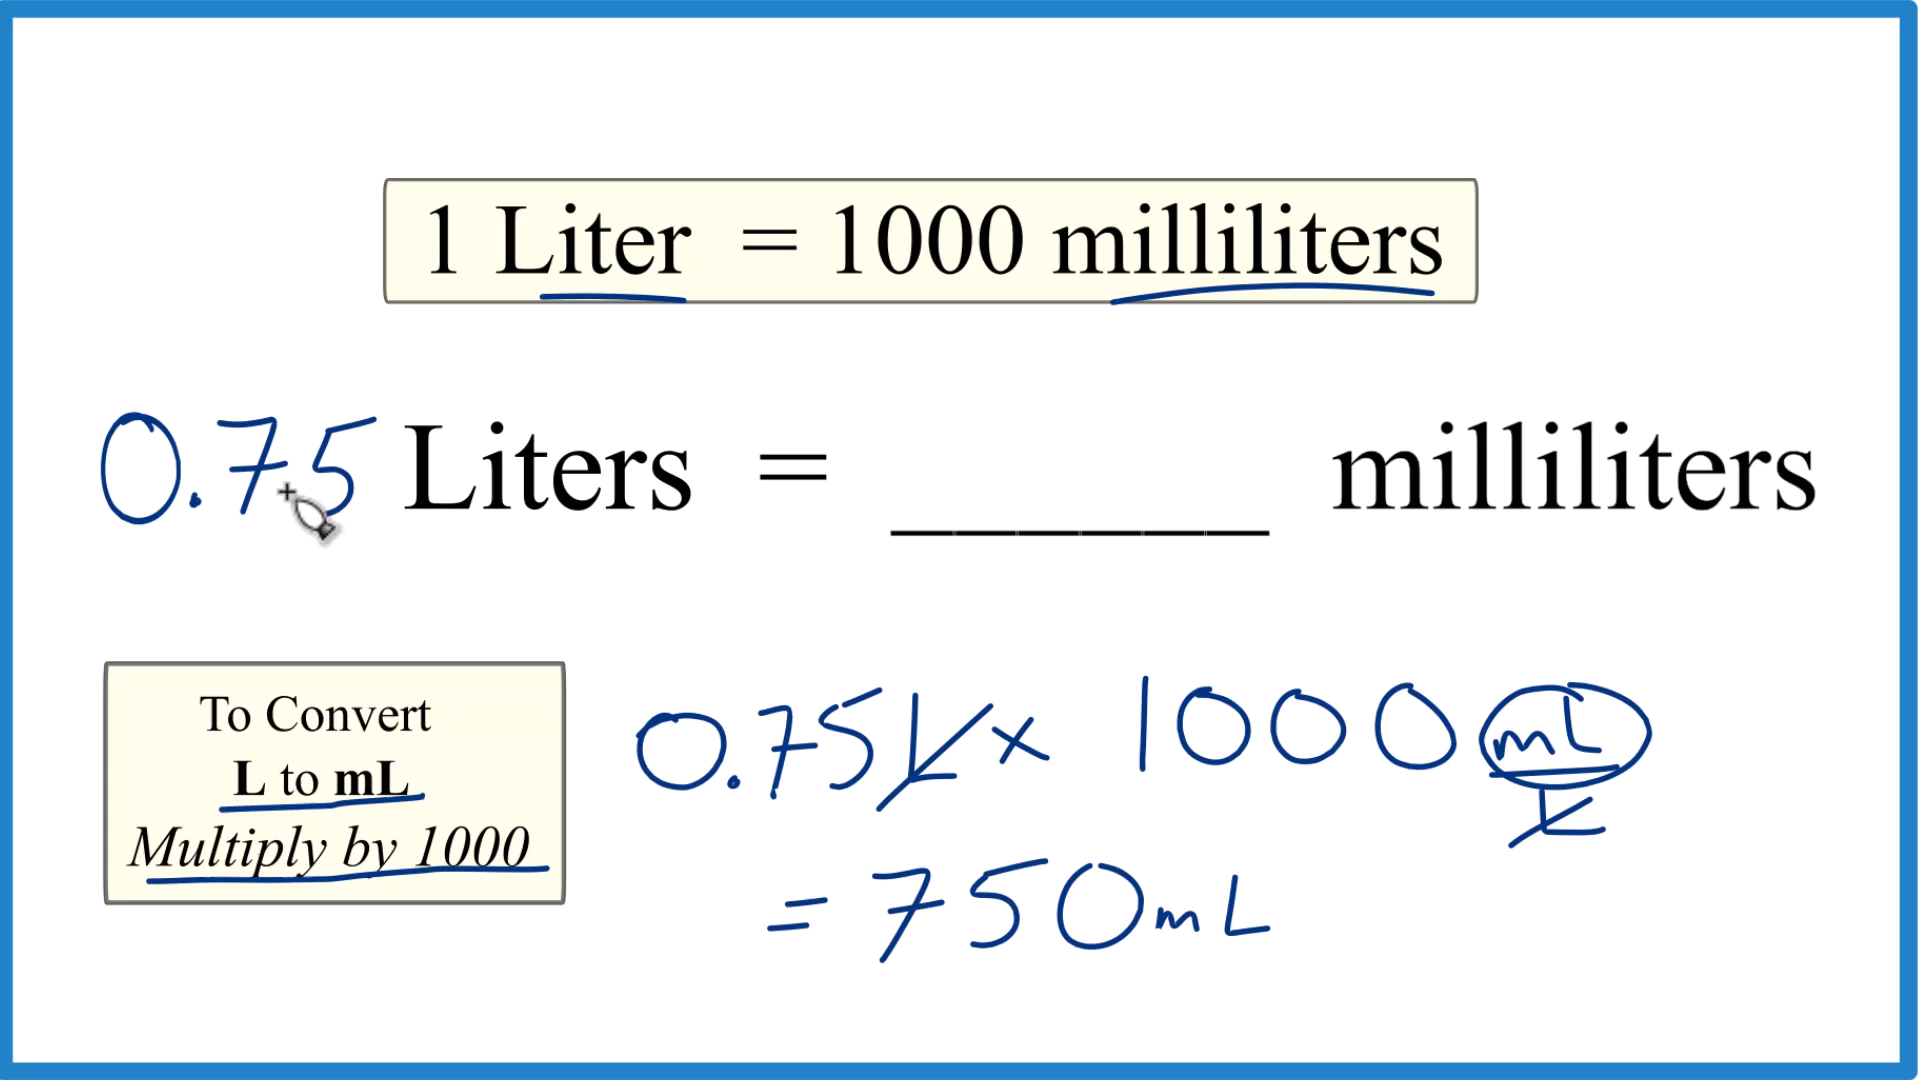 1 Liter = 1000 milliliters
0.75 Liters = ______ milliliters
To Convert
L to mL
Multiply by 1000
0.75 L x 1000 mL
L
= 750 mL